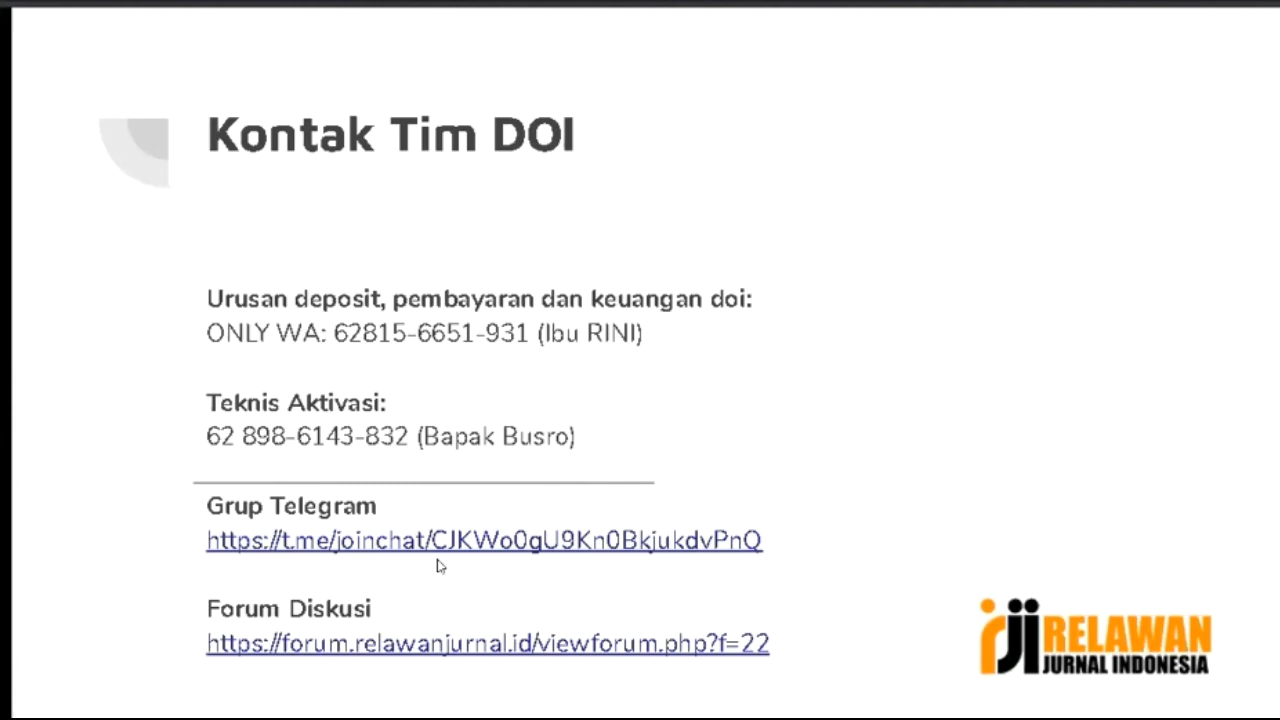 Kontak Tim DOI
Urusan deposit, pembayaran dan keuangan doi:
ONLY WA: 62815-6651-931 (Ibu RINI)
Teknis Aktivasi:
62 898-6143-832 (Bapak Busro)
Grup Telegram
https://t.me/joinchat/CJKWo0gU9Kn0BkjukdvPnQ
Forum Diskusi
https://forum.relawanjurnal.id/viewforum.php?f=22
rji RELAWAN
JURNAL INDONESIA